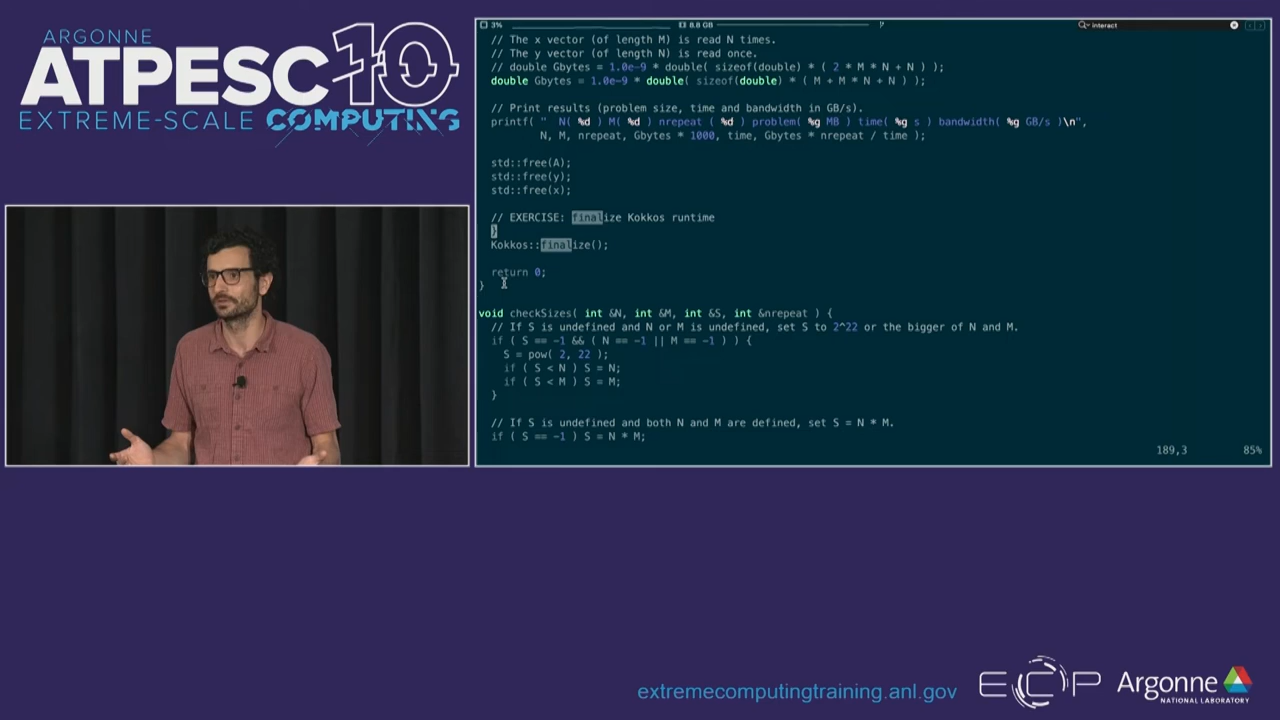 ARGONNE
ATPESC10
EXTREME-SCALE COMPUTING
3%
8.8 GB
interact
// The x vector (of length M) is read N times.
// The y vector (of length N) is read once.
// double Gbytes = 1.0e-9 * double( sizeof(double) * ( 2 * M * N + N ) );
double Gbytes = 1.0e-9 * double( sizeof(double) * ( M + M * N + N ) );
// Print results (problem size, time and bandwidth in GB/s).
printf( "  N( %d ) M( %d ) nrepeat ( %d ) problem( %g MB ) time( %g s ) bandwidth( %g GB/s )\n",
N, M, nrepeat, Gbytes * 1000, time, Gbytes * nrepeat / time );
std::free(A);
std::free(y);
std::free(x);
// EXERCISE: finalize Kokkos runtime
}
Kokkos::finalize();
return 0;
}
void checkSizes( int &N, int &M, int &S, int &nrepeat ) {
// If S is undefined and N or M is undefined, set S to 2^22 or the bigger of N and M.
if ( S == -1 && ( N == -1 || M == -1 ) ) {
S = pow( 2, 22 );
if ( S < N ) S = N;
if ( S < M ) S = M;
}
// If S is undefined and both N and M are defined, set S = N * M.
if ( S == -1 ) S = N * M;
189,3
85%
extremecomputingtraining.anl.gov
ECP
Argonne
NATIONAL LABORATORY